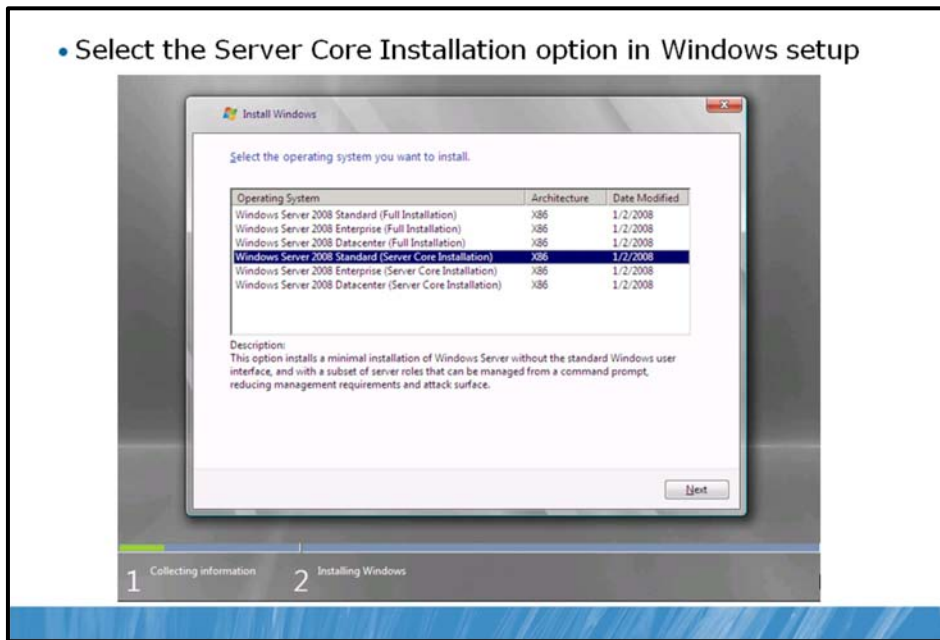 • Select the Server Core Installation option in Windows setup
Install Windows
Select the operating system you want to install.
Operating System Architecture Date Modified
Windows Server 2008 Standard (Full Installation) X86 1/2/2008
Windows Server 2008 Enterprise (Full Installation) X86 1/2/2008
Windows Server 2008 Datacenter (Full Installation) X86 1/2/2008
Windows Server 2008 Standard (Server Core Installation) X86 1/2/2008
Windows Server 2008 Enterprise (Server Core Installation) X86 1/2/2008
Windows Server 2008 Datacenter (Server Core Installation) X86 1/2/2008
Description:
This option installs a minimal installation of Windows Server without the standard Windows user
interface, and with a subset of server roles that can be managed from a command prompt,
reducing management requirements and attack surface.
Next
1 Collecting information 2 Installing Windows